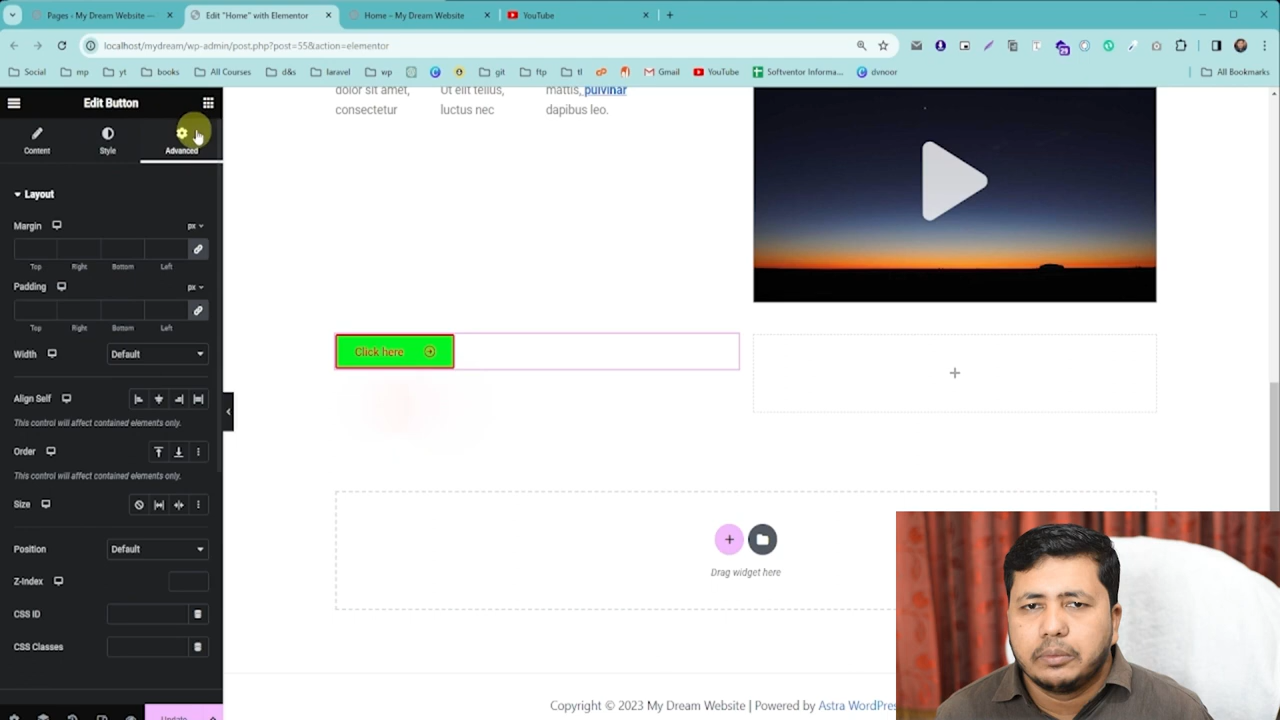 Pages - My Dream Website —
Edit "Home" with Elementor
Home – My Dream Website
YouTube
localhost/mydream/wp-admin/post.php?post=55&action=elementor
Social
mp
yt
books
All Courses
d&s
laravel
wp
git
ftp
tl
Gmail
YouTube
Softventor Informa...
dvnoor
All Bookmarks
Edit Button
Content
Style
Advanced
Layout
Margin
px
Top
Right
Bottom
Left
Padding
px
Top
Right
Bottom
Left
Width
Default
Align Self
This control will affect contained elements only.
Order
This control will affect contained elements only.
Size
Position
Default
Z-Index
CSS ID
CSS Classes
Update
dolor sit amet,
consectetur
Ut elit tellus,
luctus nec
mattis, pulvinar
dapibus leo.
Click here
Drag widget here
Copyright © 2023 My Dream Website | Powered by Astra WordPres